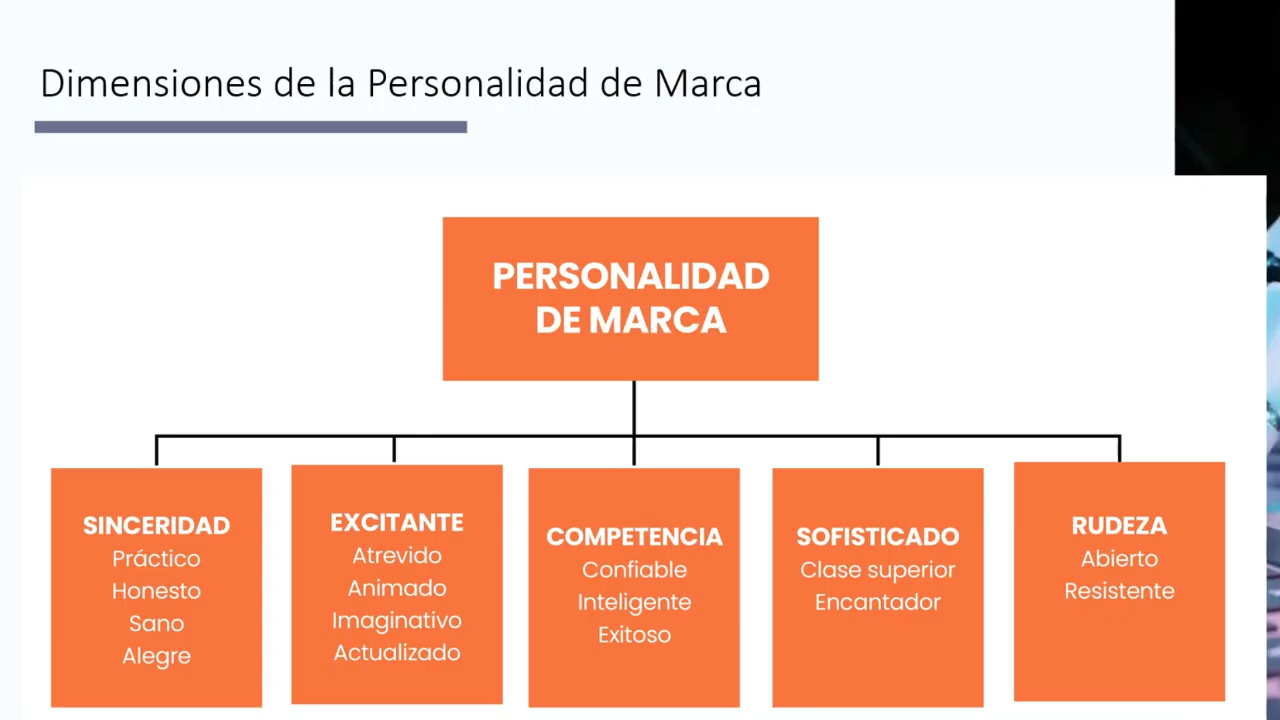 Dimensiones de la Personalidad de Marca
PERSONALIDAD
DE MARCA
SINCERIDAD
Práctico
Honesto
Sano
Alegre
EXCITANTE
Atrevido
Animado
Imaginativo
Actualizado
COMPETENCIA
Confiable
Inteligente
Exitoso
SOFISTICADO
Clase superior
Encantador
RUDEZA
Abierto
Resistente